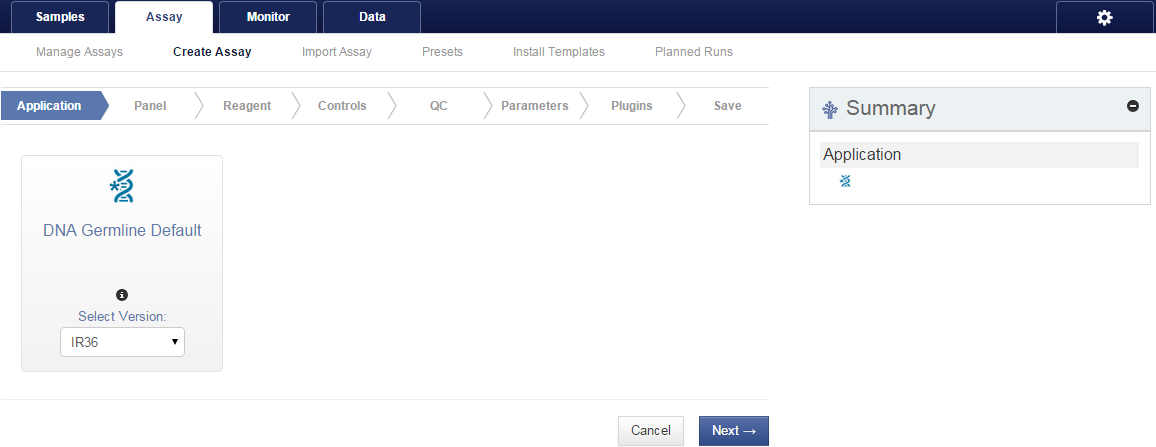 Samples Assay Monitor Data
Manage Assays Create Assay Import Assay Presets Install Templates Planned Runs
Application Panel Reagent Controls QC Parameters Plugins Save
Summary
Application
DNA Germline Default
Select Version:
IR36
Cancel Next →